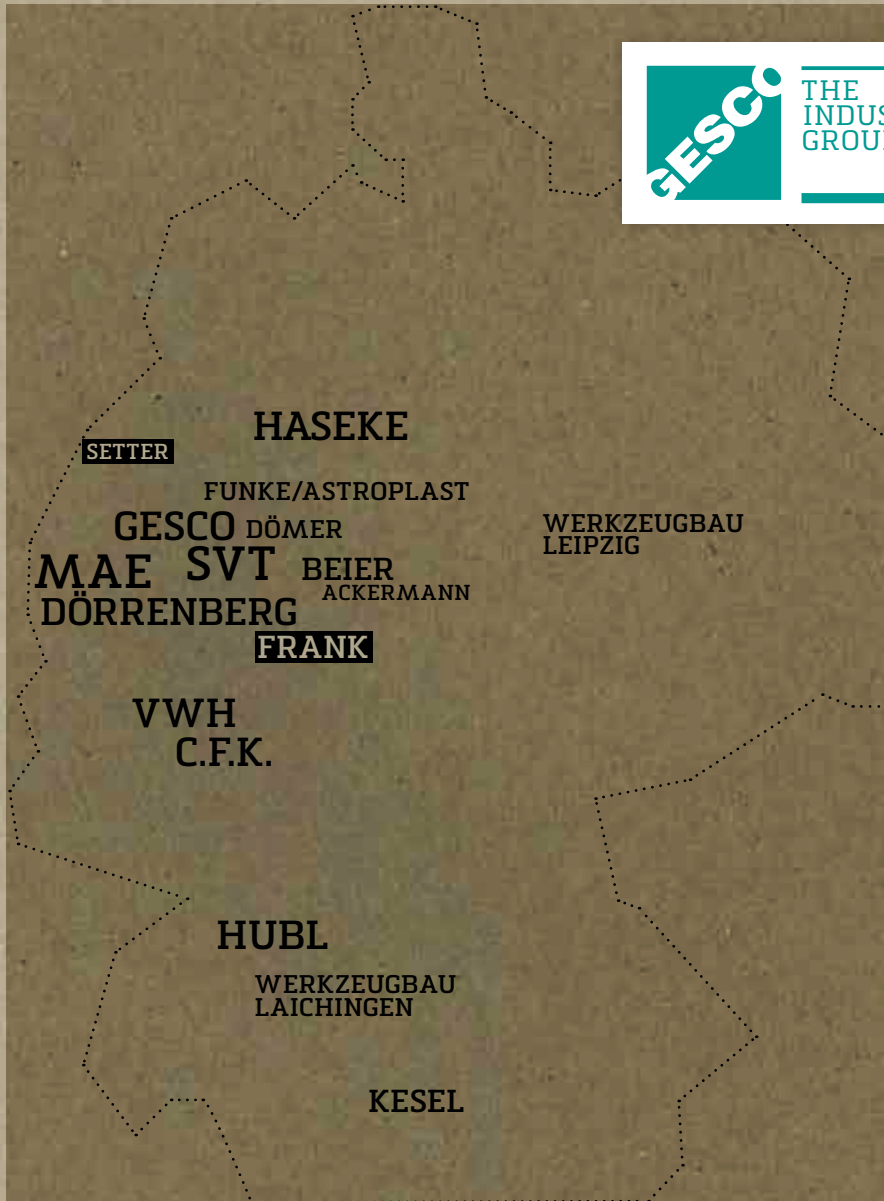 GESCO
THE
INDUS
GROU
HASEKE
SETTER
FUNKE/ASTROPLAST
GESCO
DÖMER
WERKZEUGBAU
LEIPZIG
MAE
SVT
BEIER
ACKERMANN
DÖRRENBERG
FRANK
VWH
C.F.K.
HUBL
WERKZEUGBAU
LAICHINGEN
KESEL